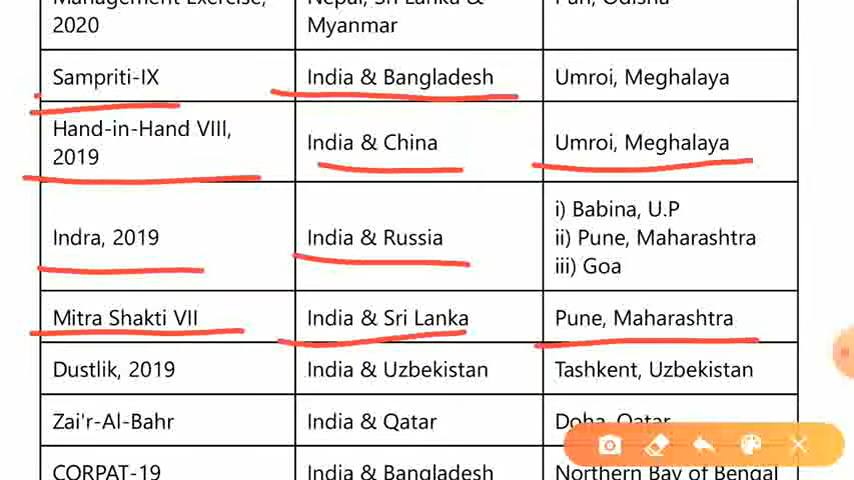 Management Exercise,
2020
Nepal, Sri Lanka &
Myanmar
Puri, Odisha
Sampriti-IX
India & Bangladesh
Umroi, Meghalaya
Hand-in-Hand VIII,
2019
India & China
Umroi, Meghalaya
Indra, 2019
India & Russia
i) Babina, U.P
ii) Pune, Maharashtra
iii) Goa
Mitra Shakti VII
India & Sri Lanka
Pune, Maharashtra
Dustlik, 2019
India & Uzbekistan
Tashkent, Uzbekistan
Zai'r-Al-Bahr
India & Qatar
Doha, Qatar
CORPAT-19
India & Bangladesh
Northern Bay of Bengal